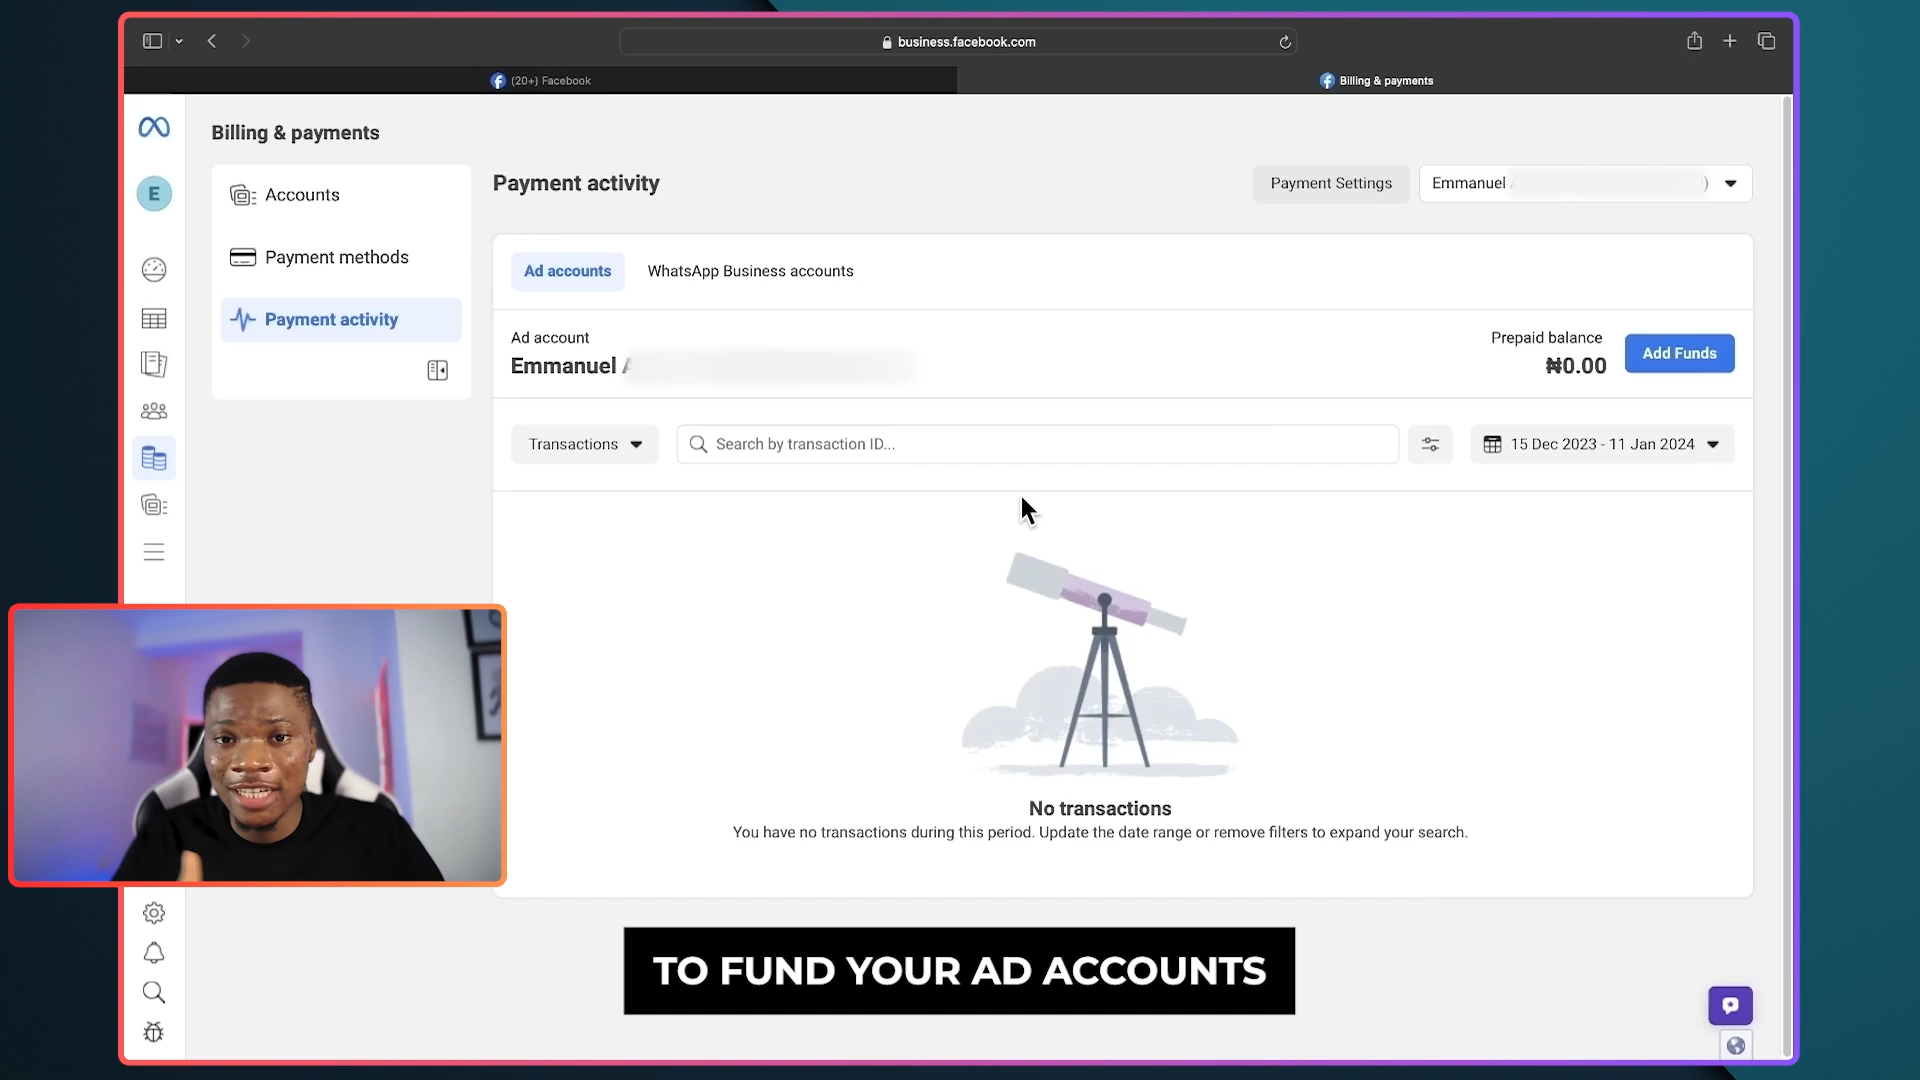 business.facebook.com
(20+) Facebook
Billing & payments
Billing & payments
E
Accounts
Payment methods
Payment activity
Payment activity
Payment Settings
Emmanuel )
Ad accounts
WhatsApp Business accounts
Ad account
Emmanuel A
Prepaid balance
₦0.00
Add Funds
Transactions
Search by transaction ID...
15 Dec 2023 - 11 Jan 2024
No transactions
You have no transactions during this period. Update the date range or remove filters to expand your search.
TO FUND YOUR AD ACCOUNTS